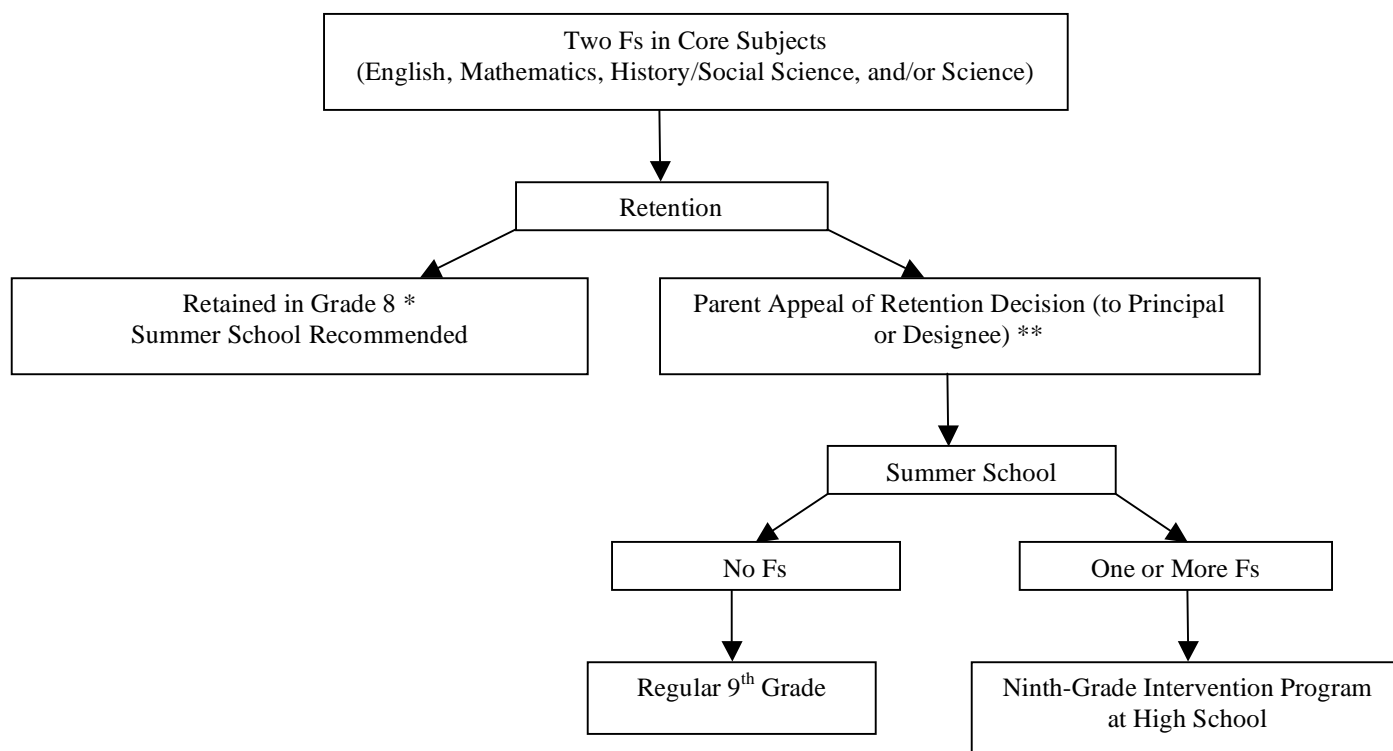 Two Fs in Core Subjects
(English, Mathematics, History/Social Science, and/or Science)
Retention
Retained in Grade 8 *
Summer School Recommended
Parent Appeal of Retention Decision (to Principal
or Designee) **
Summer School
No Fs
One or More Fs
Regular 9th Grade
Ninth-Grade Intervention Program
at High School